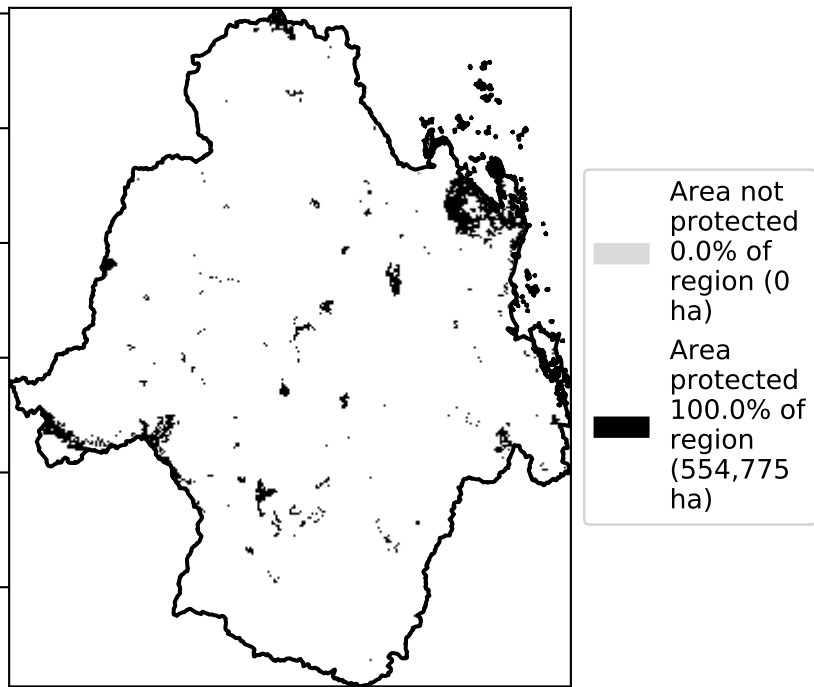 Area not
protected
0.0% of
region (0
ha)
Area
protected
100.0% of
region
(554,775
ha)